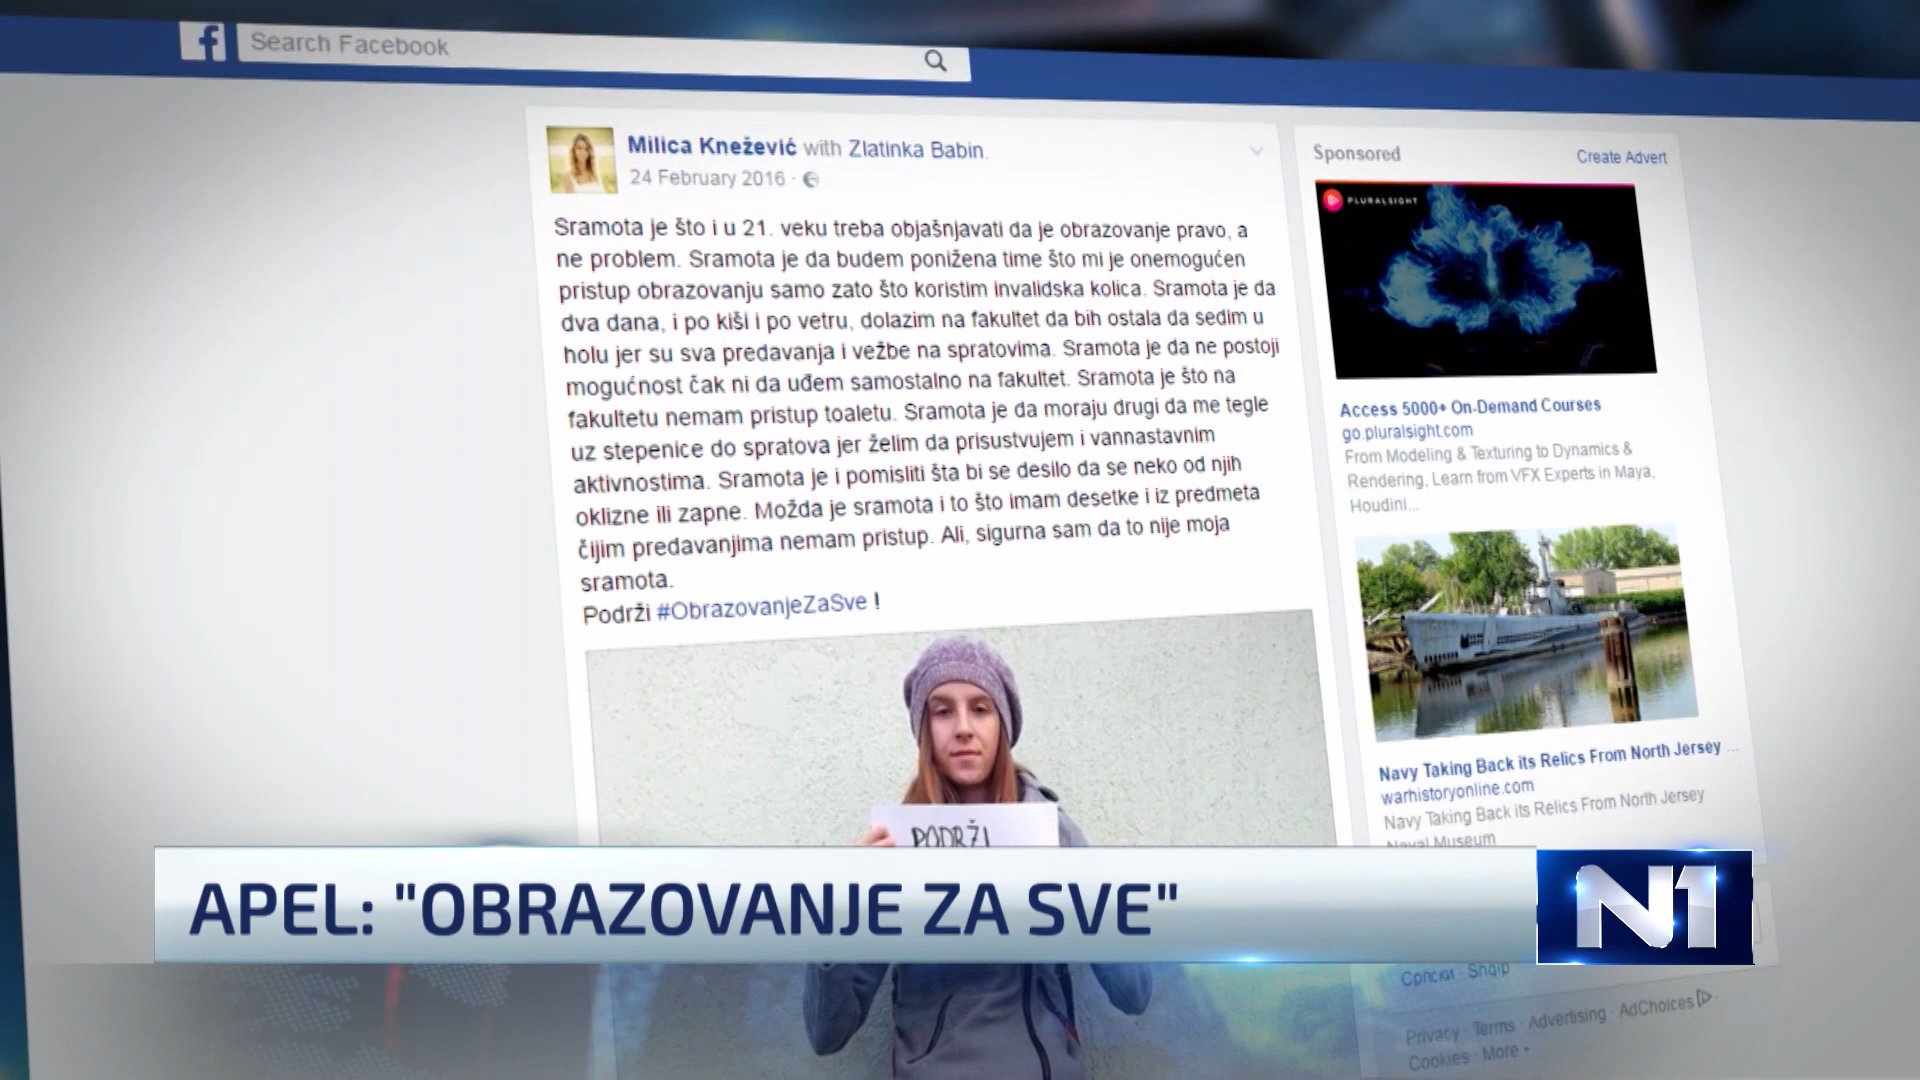 Search Facebook
Milica Knežević with Zlatinka Babin.
24 February 2016 ·
Sramota je što i u 21. veku treba objašnjavati da je obrazovanje pravo, a
ne problem. Sramota je da budem ponižena time što mi je onemogućen
pristup obrazovanju samo zato što koristim invalidska kolica. Sramota je da
dva dana, i po kiši i po vetru, dolazim na fakultet da bih ostala da sedim u
holu jer su sva predavanja i vežbe na spratovima. Sramota je da ne postoji
mogućnost čak ni da uđem samostalno na fakultet. Sramota je što na
fakultetu nemam pristup toaletu. Sramota je da moraju drugi da me tegle
uz stepenice do spratova jer želim da prisustvujem i vannastavnim
aktivnostima. Sramota je i pomisliti šta bi se desilo da se neko od njih
oklizne ili zapne. Možda je sramota i to što imam desetke i iz predmeta
čijim predavanjima nemam pristup. Ali, sigurna sam da to nije moja
sramota.
Podrži #ObrazovanjeZaSve !
PODRŽI
Sponsored
Create Advert
PLURALSIGHT
Access 5000+ On-Demand Courses
go.pluralsight.com
From Modeling & Texturing to Dynamics &
Rendering, Learn from VFX Experts in Maya,
Houdini...
Navy Taking Back its Relics From North Jersey ...
warhistoryonline.com
Navy Taking Back its Relics From North Jersey
Naval Museum
APEL: "OBRAZOVANJE ZA SVE"
N1
Српски · Shqip
Privacy · Terms · Advertising · AdChoices
Cookies · More